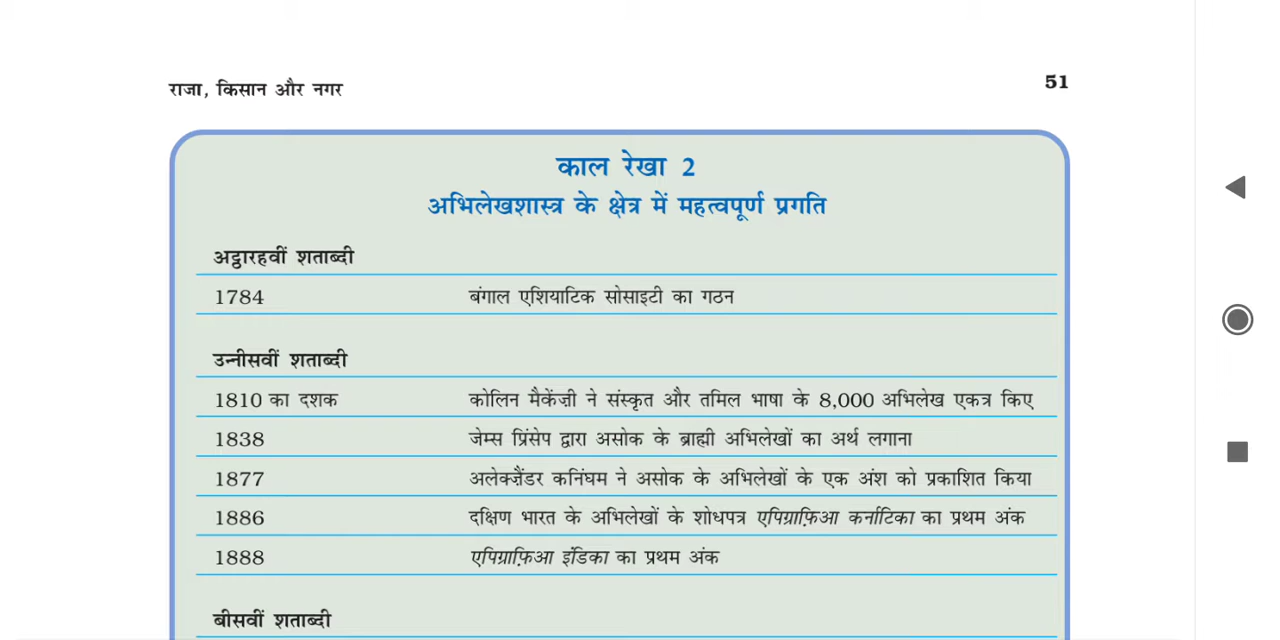 राजा, किसान और नगर 51
काल रेखा 2
अभिलेखशास्त्र के क्षेत्र में महत्वपूर्ण प्रगति
अट्ठारहवीं शताब्दी
1784 बंगाल एशियाटिक सोसाइटी का गठन
उन्नीसवीं शताब्दी
1810 का दशक कोलिन मैकेंज़ी ने संस्कृत और तमिल भाषा के 8,000 अभिलेख एकत्र किए
1838 जेम्स प्रिंसेप द्वारा असोक के ब्राह्मी अभिलेखों का अर्थ लगाना
1877 अलेक्ज़ैंडर कनिंघम ने असोक के अभिलेखों के एक अंश को प्रकाशित किया
1886 दक्षिण भारत के अभिलेखों के शोधपत्र एपिग्राफ़िआ कर्नाटिका का प्रथम अंक
1888 एपिग्राफ़िआ इंडिका का प्रथम अंक
बीसवीं शताब्दी